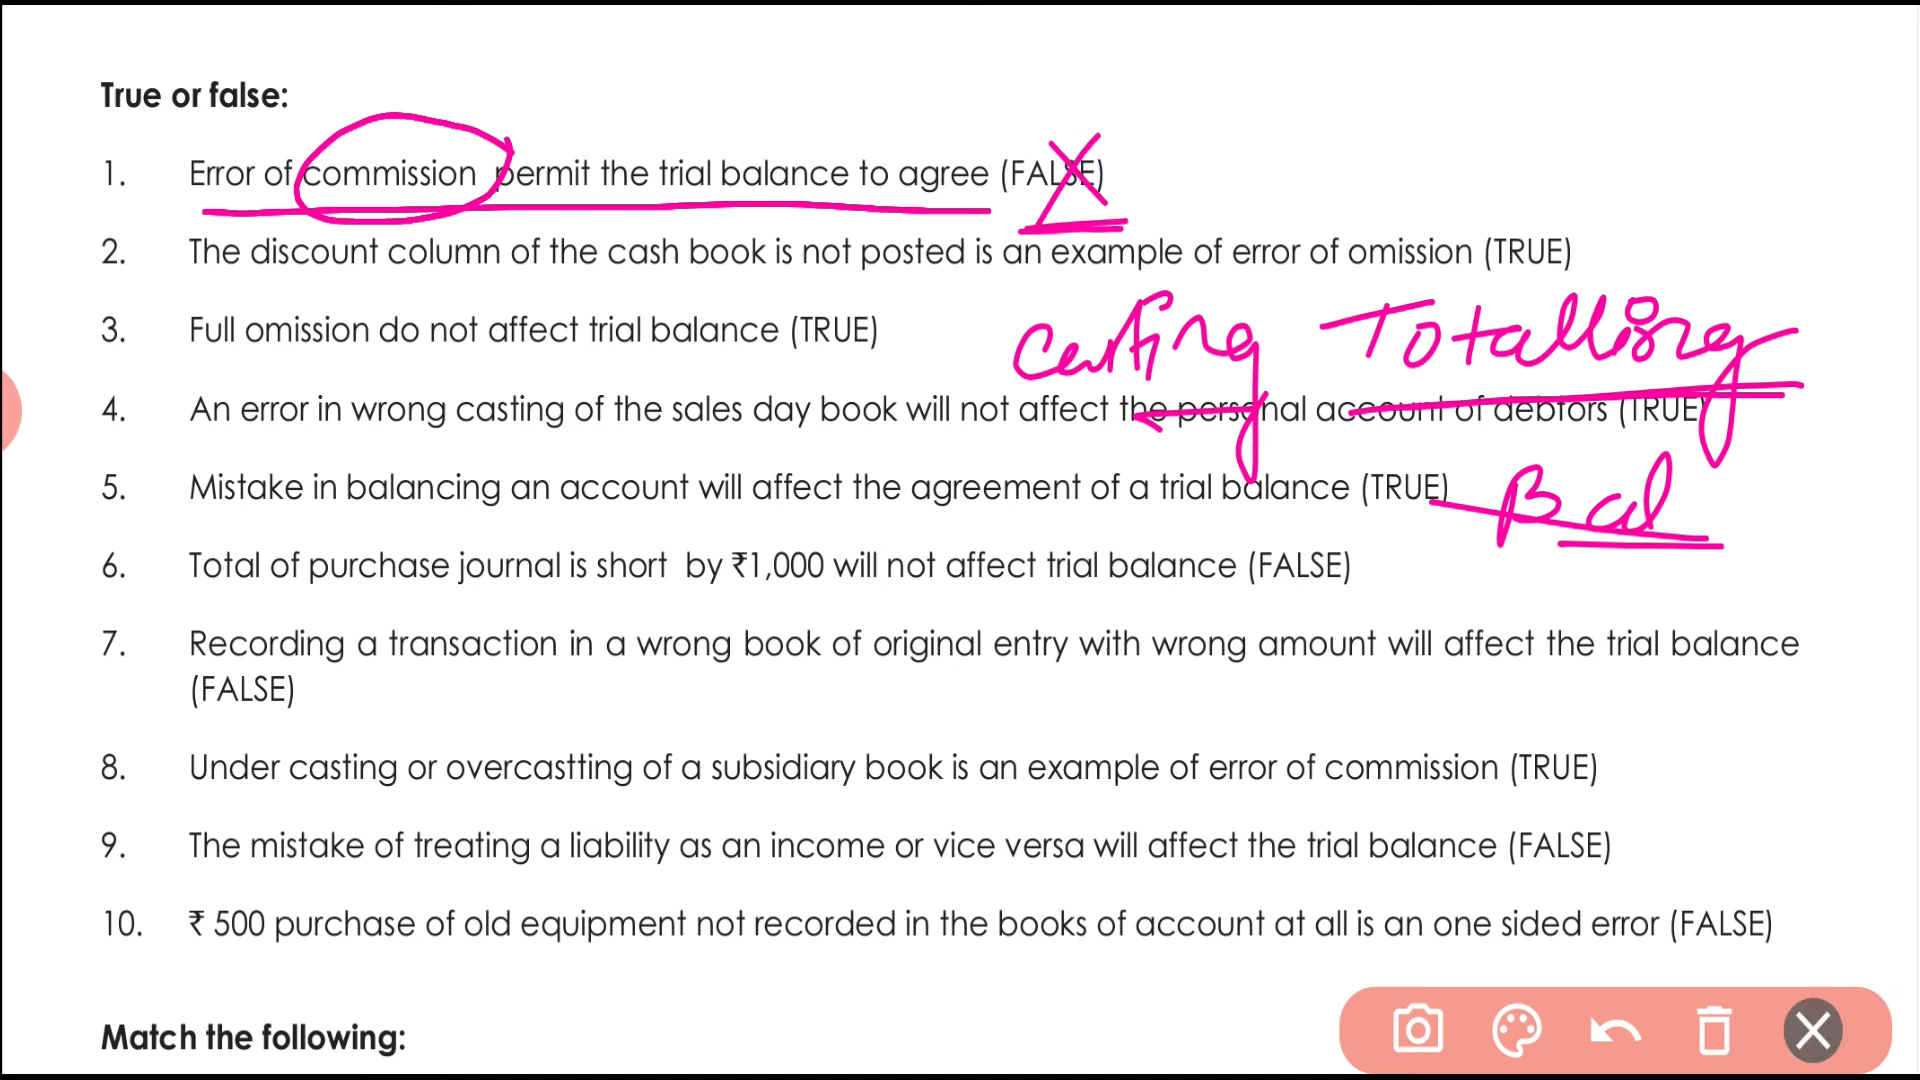 True or false:
1. Error of commission permit the trial balance to agree (FALSE)
2. The discount column of the cash book is not posted is an example of error of omission (TRUE)
3. Full omission do not affect trial balance (TRUE)
Casting Totalling
4. An error in wrong casting of the sales day book will not affect the personal account of debtors (TRUE)
5. Mistake in balancing an account will affect the agreement of a trial balance (TRUE) Bal
6. Total of purchase journal is short by ₹1,000 will not affect trial balance (FALSE)
7. Recording a transaction in a wrong book of original entry with wrong amount will affect the trial balance
(FALSE)
8. Under casting or overcastting of a subsidiary book is an example of error of commission (TRUE)
9. The mistake of treating a liability as an income or vice versa will affect the trial balance (FALSE)
10. ₹ 500 purchase of old equipment not recorded in the books of account at all is an one sided error (FALSE)
Match the following: